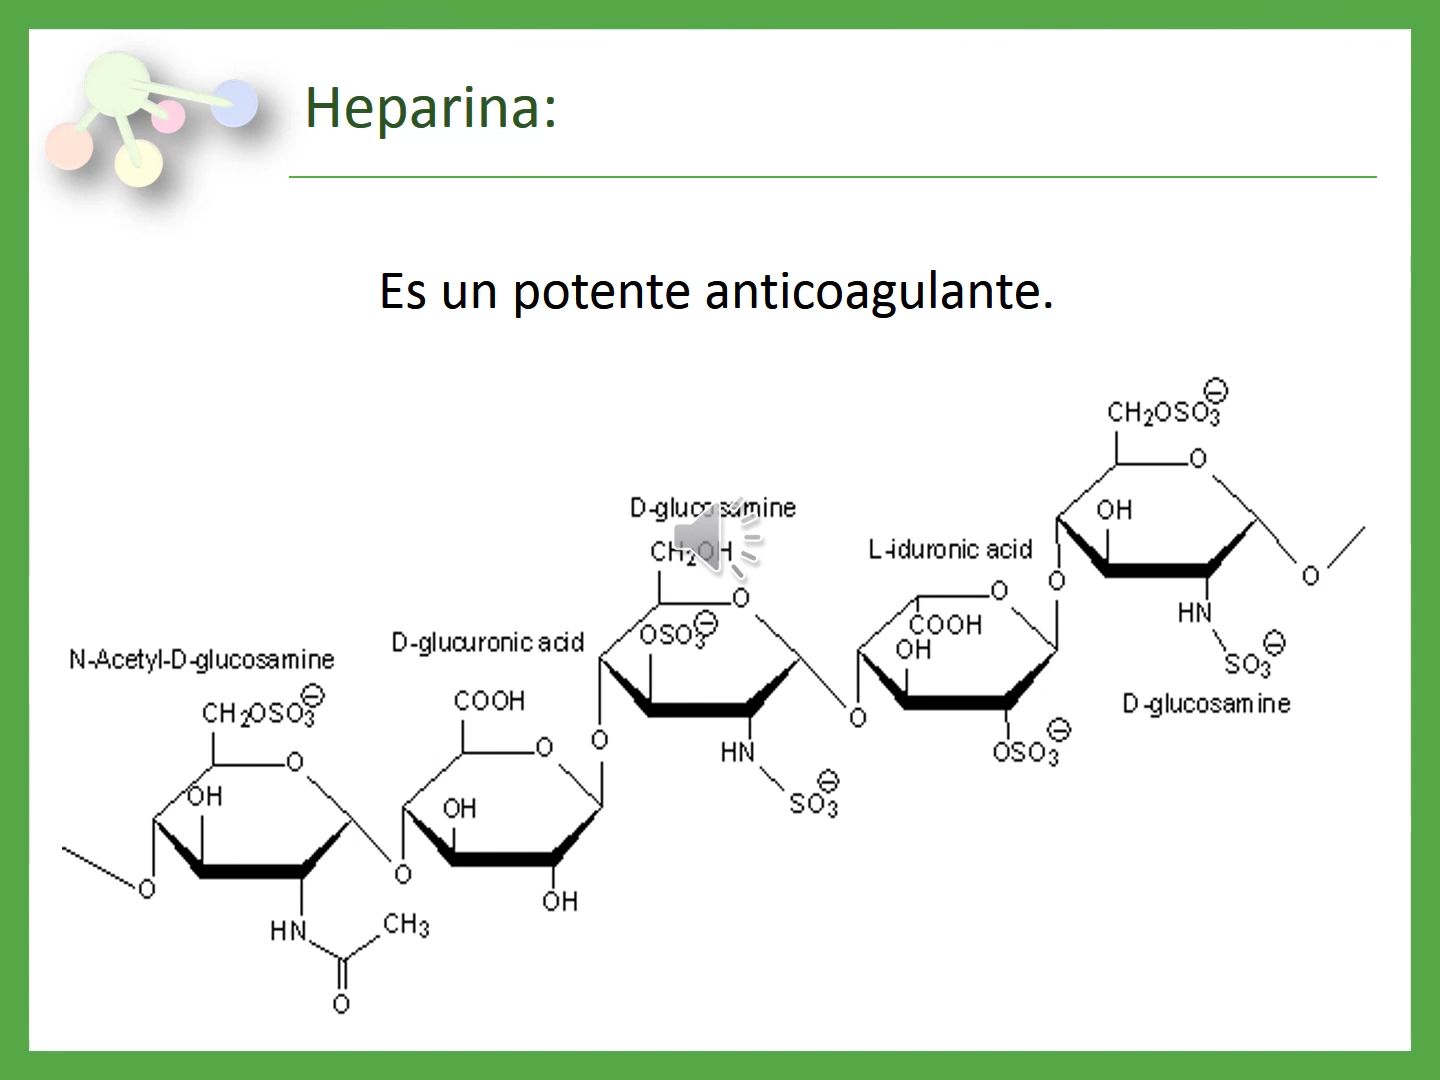 Heparina:
Es un potente anticoagulante.
CH2OSO3⊖
O
OH
D-glucosamine
L-iduronic acid
CH2OH
O
O
O
O
HN
OSO3⊖
COOH
OH
SO3⊖
N-Acetyl-D-glucosamine
D-glucuronic acid
D-glucosamine
CH2OSO3⊖
COOH
O
O
O
HN
OSO3⊖
O
OH
OH
SO3⊖
O
O
OH
HN
CH3
O